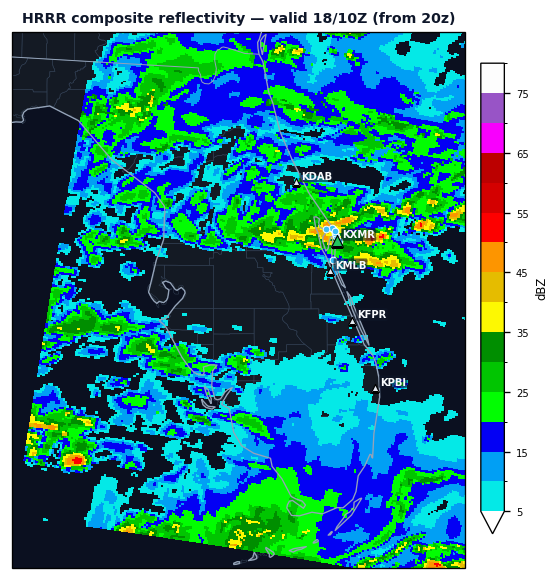 HRRR composite reflectivity — valid 18/10Z (from 20z)
KDAB
KXMR
KMLB
KFPR
KPBI
75
65
55
45
35
25
15
5
dBZ